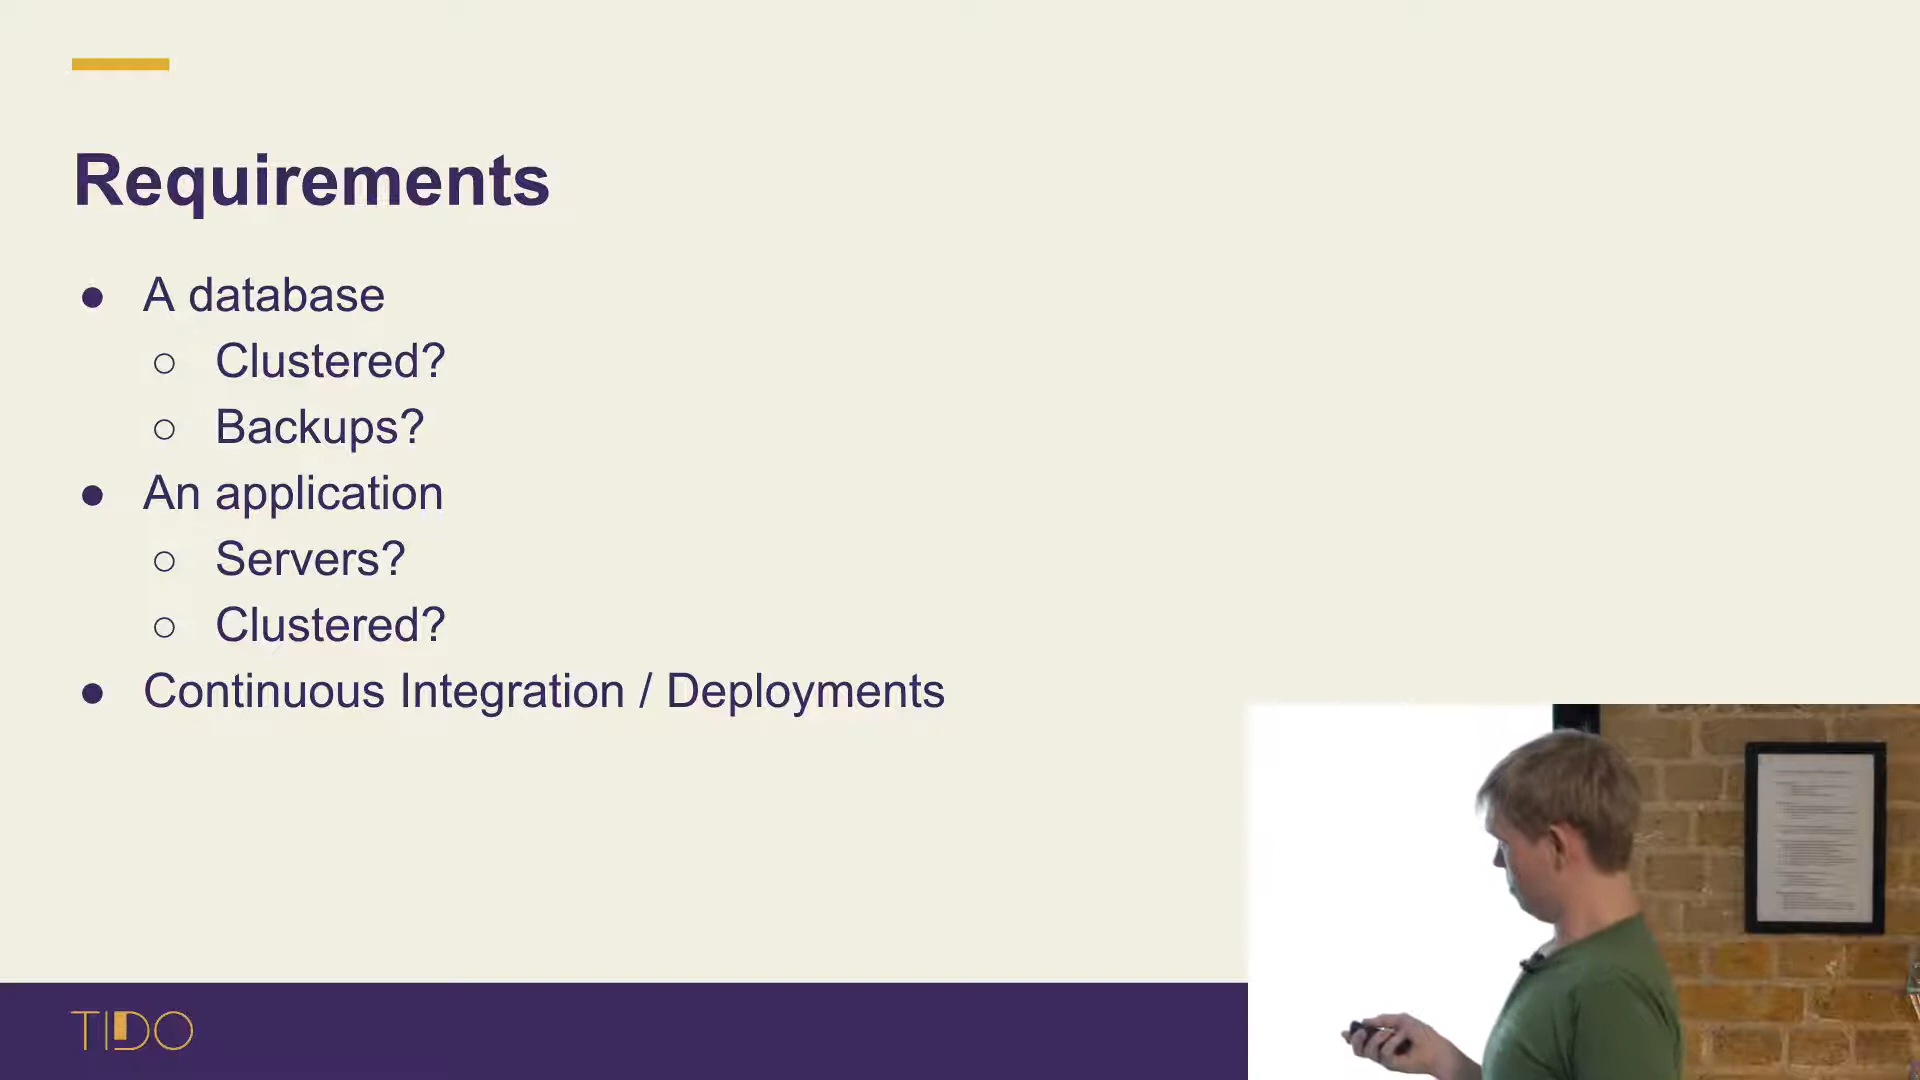 Requirements
● A database
○ Clustered?
○ Backups?
● An application
○ Servers?
○ Clustered?
● Continuous Integration / Deployments
TIDO